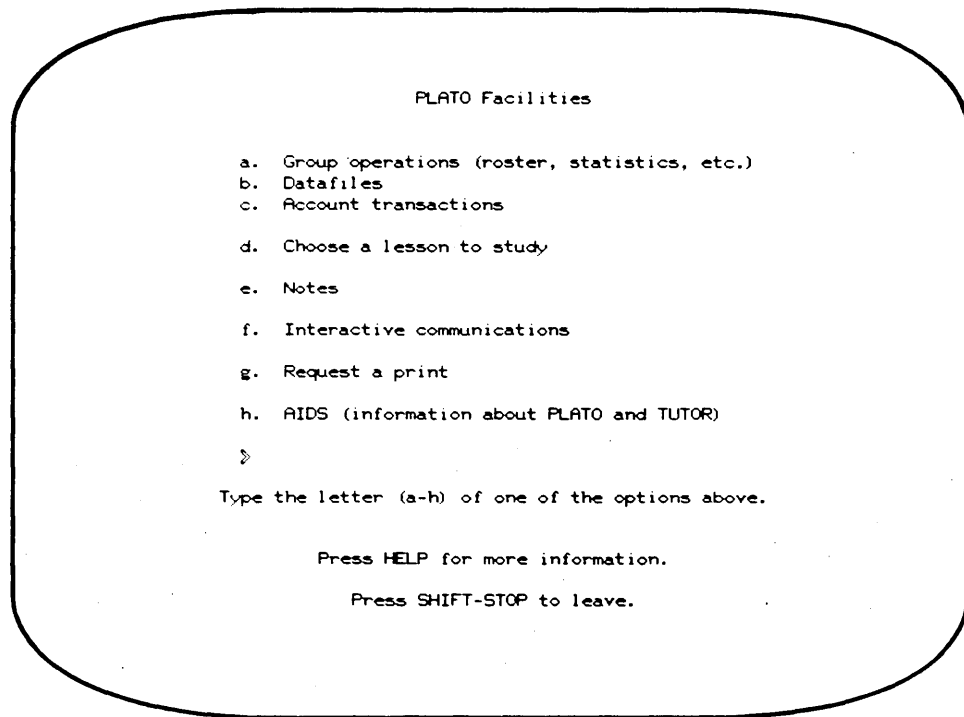 PLATO Facilities
a. Group operations (roster, statistics, etc.)
b. Datafiles
c. Account transactions
d. Choose a lesson to study
e. Notes
f. Interactive communications
g. Request a print
h. AIDS (information about PLATO and TUTOR)
>
Type the letter (a-h) of one of the options above.
Press HELP for more information.
Press SHIFT-STOP to leave.